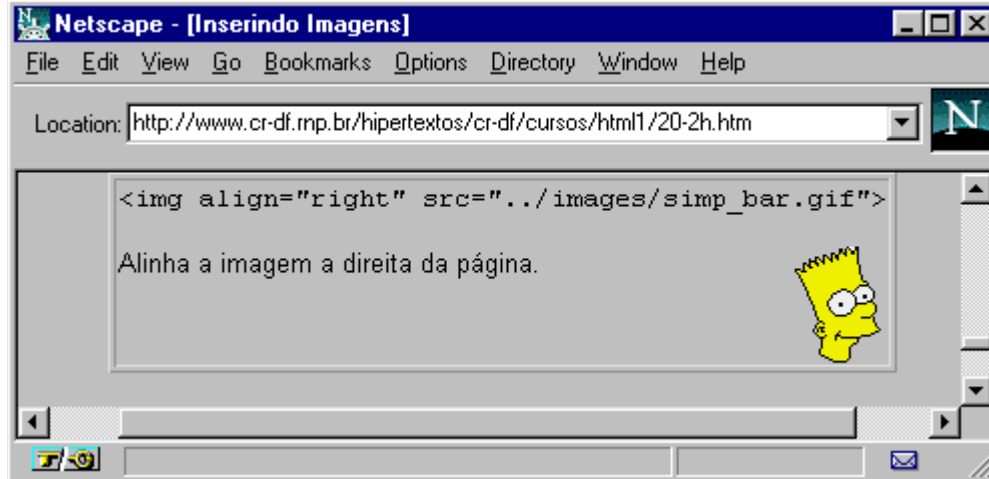 Netscape - [Inserindo Imagens]
File Edit View Go Bookmarks Options Directory Window Help
Location: http://www.cr-df.rnp.br/hipertextos/cr-df/cursos/html1/20-2h.htm
N
<img align="right" src="../images/simp_bar.gif">
Alinha a imagem a direita da página.